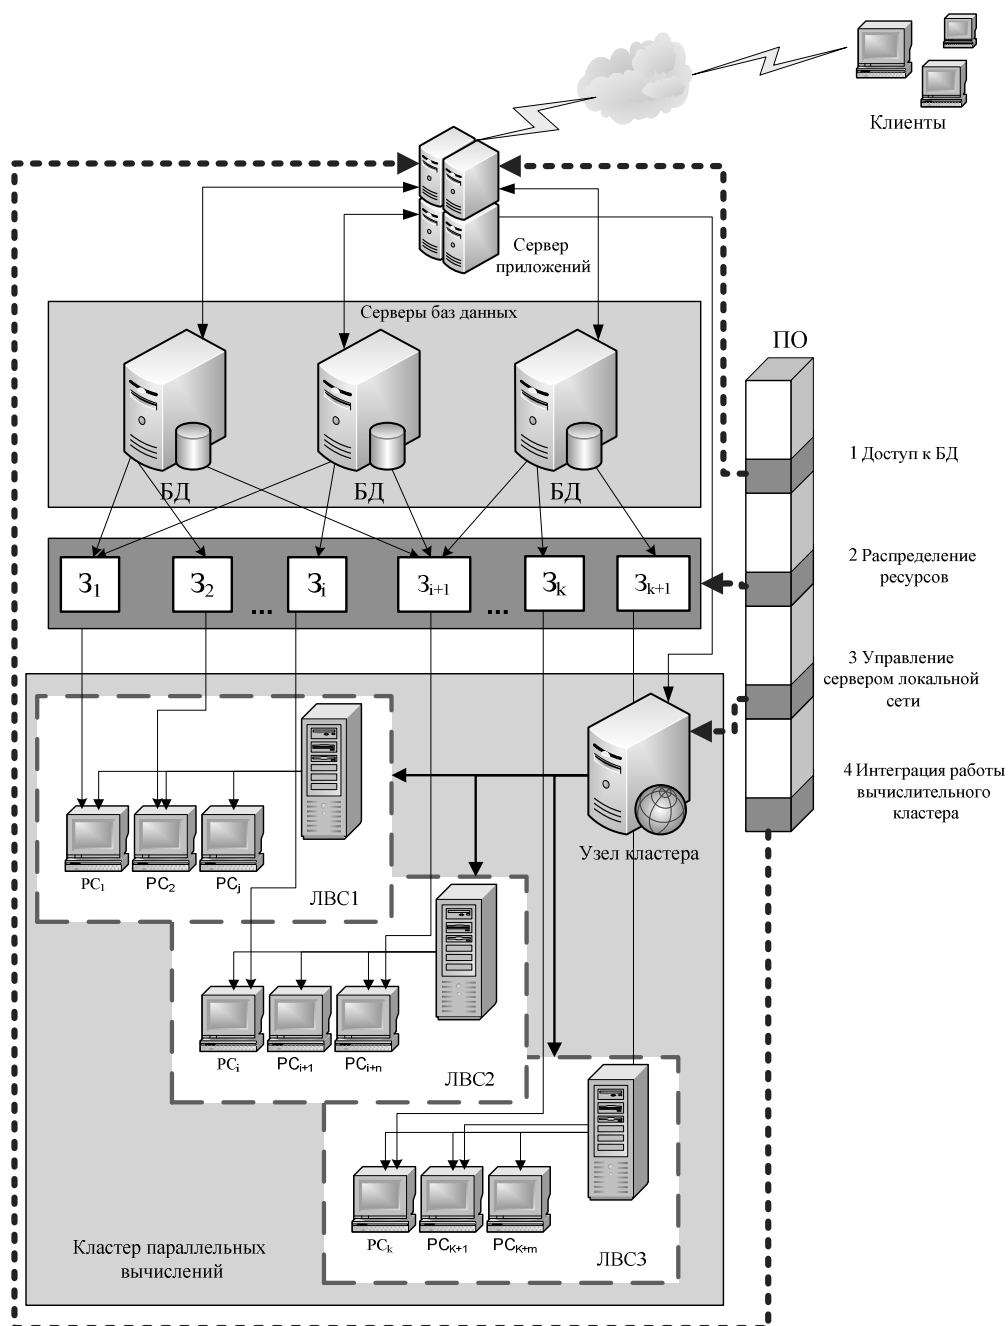 Клиенты
Сервер
приложений
Серверы баз данных
БД
БД
БД
ПО
1 Доступ к БД
2 Распределение
ресурсов
3 Управление
сервером локальной
сети
4 Интеграция работы
вычислительного
кластера
З1
З2
...
Зi
Зi+1
...
Зk
Зk+1
Узел кластера
PC1
PC2
PCj
ЛВС1
PCi
PCi+1
PCi+n
ЛВС2
PCk
PCK+1
PCK+m
ЛВС3
Кластер параллельных
вычислений